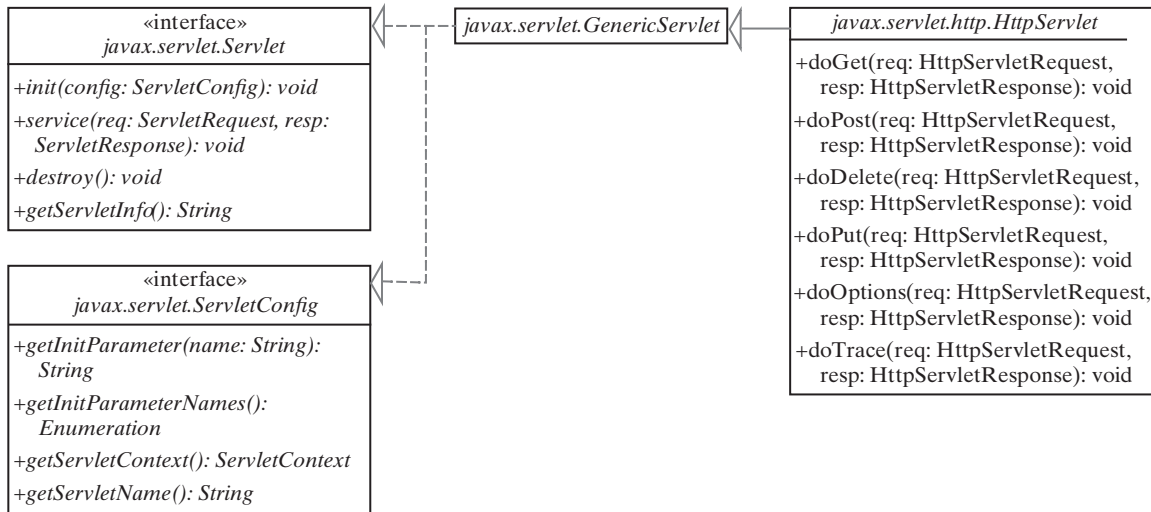 «interface»
javax.servlet.Servlet
+init(config: ServletConfig): void
+service(req: ServletRequest, resp:
ServletResponse): void
+destroy(): void
+getServletInfo(): String
«interface»
javax.servlet.ServletConfig
+getInitParameter(name: String):
String
+getInitParameterNames():
Enumeration
+getServletContext(): ServletContext
+getServletName(): String
javax.servlet.GenericServlet
javax.servlet.http.HttpServlet
+doGet(req: HttpServletRequest,
resp: HttpServletResponse): void
+doPost(req: HttpServletRequest,
resp: HttpServletResponse): void
+doDelete(req: HttpServletRequest,
resp: HttpServletResponse): void
+doPut(req: HttpServletRequest,
resp: HttpServletResponse): void
+doOptions(req: HttpServletRequest,
resp: HttpServletResponse): void
+doTrace(req: HttpServletRequest,
resp: HttpServletResponse): void